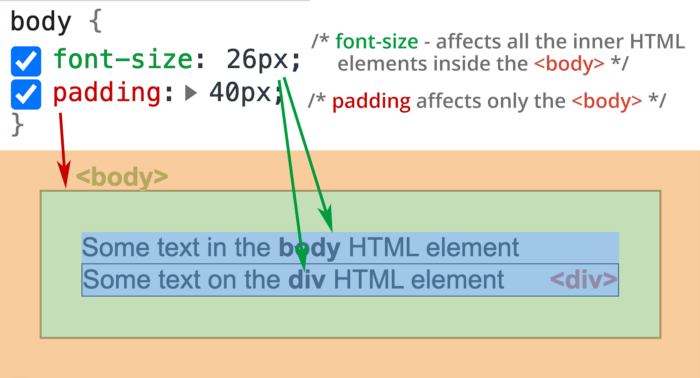 body {
font-size: 26px;
padding: ▶ 40px;
}
/* font-size - affects all the inner HTML
elements inside the <body> */
/* padding affects only the <body> */
<body>
Some text in the body HTML element
Some text on the div HTML element <div>